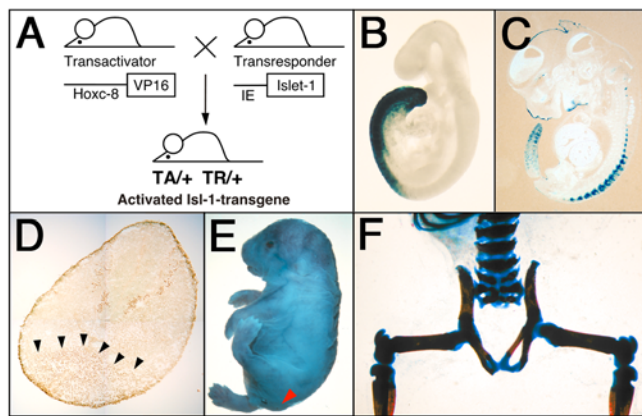 A
Transactivator
Transresponder
Hoxc-8
VP16
IE
Islet-1
TA/+ TR/+
Activated Isl-1-transgene
B
C
D
E
F